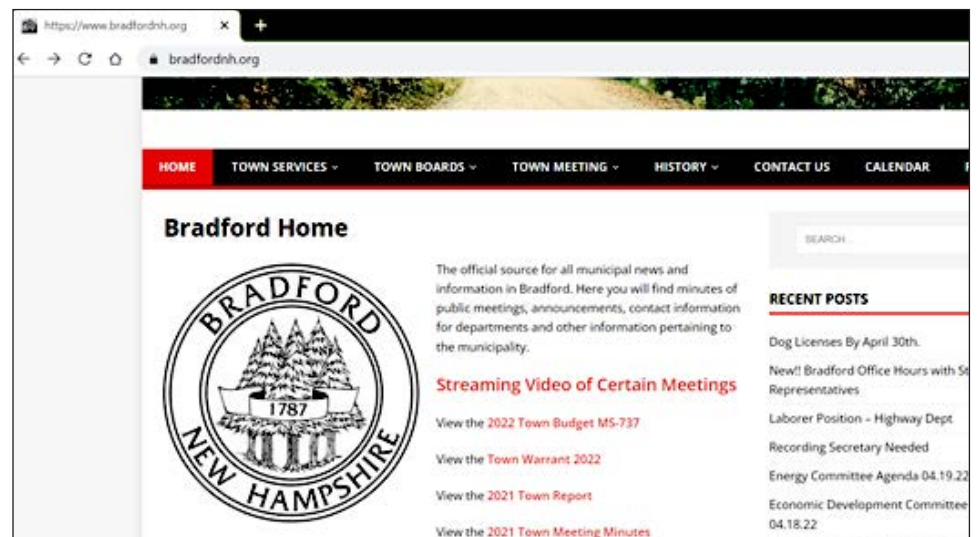 https://www.bradfordnh.org
bradfordnh.org
HOME TOWN SERVICES TOWN BOARDS TOWN MEETING HISTORY CONTACT US CALENDAR
Bradford Home
BRADFORD
1787
NEW HAMPSHIRE
The official source for all municipal news and
information in Bradford. Here you will find minutes of
public meetings, announcements, contact information
for departments and other information pertaining to
the municipality.
Streaming Video of Certain Meetings
View the 2022 Town Budget MS-737
View the Town Warrant 2022
View the 2021 Town Report
View the 2021 Town Meeting Minutes
SEARCH ...
RECENT POSTS
Dog Licenses By April 30th.
New!! Bradford Office Hours with St
Representatives
Laborer Position – Highway Dept
Recording Secretary Needed
Energy Committee Agenda 04.19.22
Economic Development Committee
04.18.22